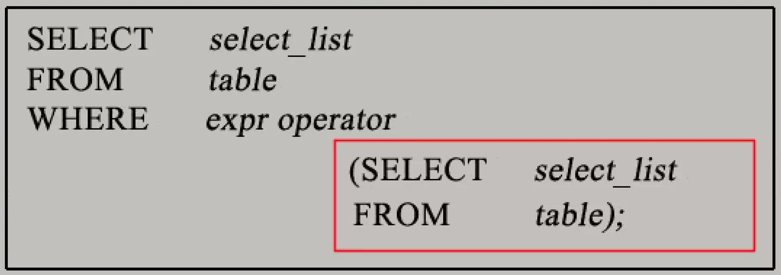 SELECT select_list
FROM table
WHERE expr operator
(SELECT select_list
FROM table);